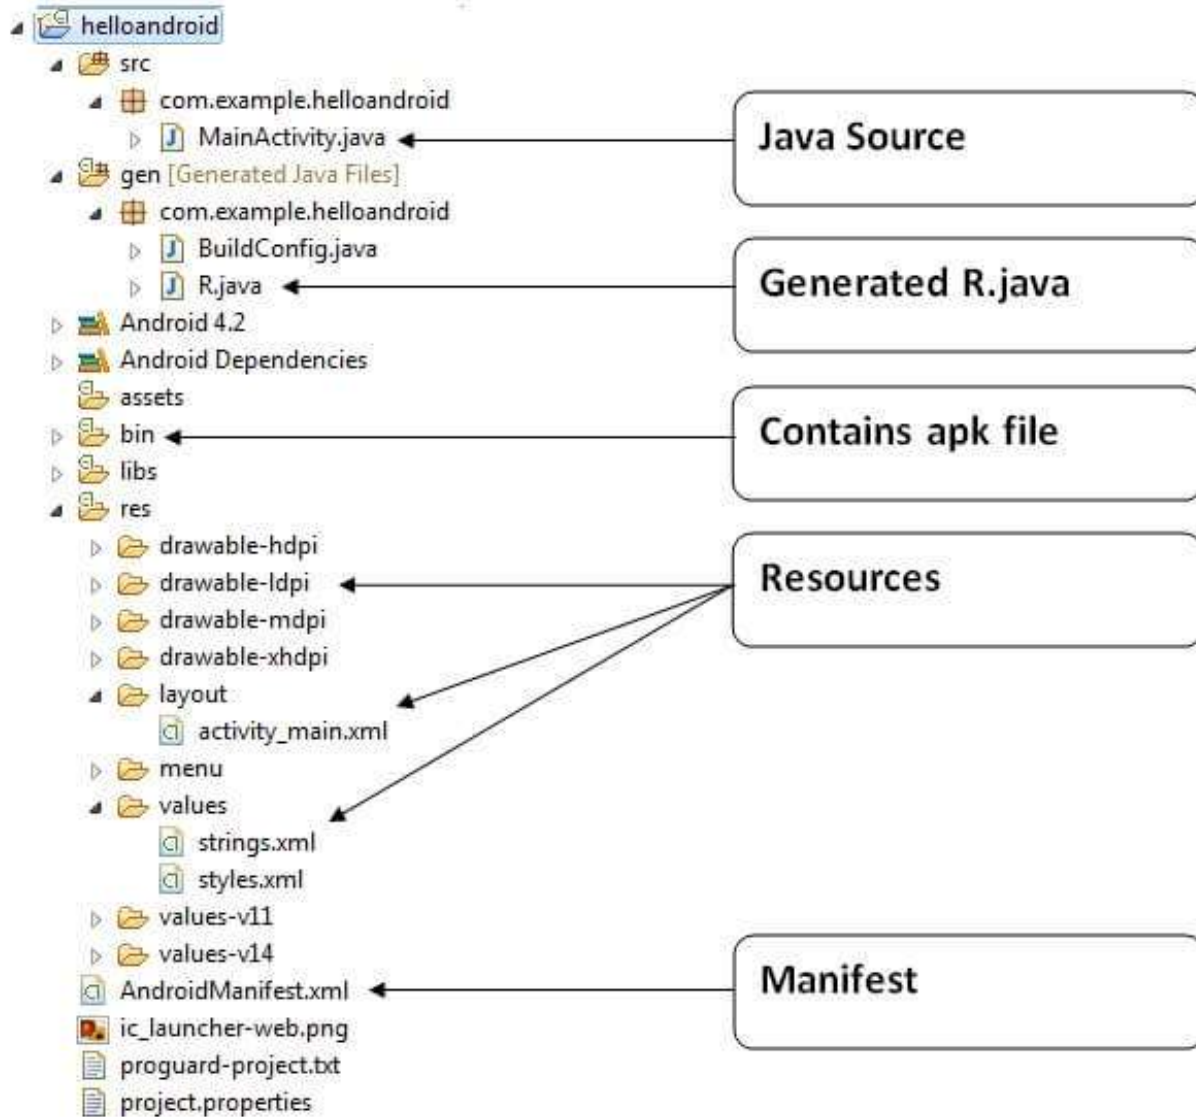 helloandroid
src
com.example.helloandroid
MainActivity.java
Java Source
gen [Generated Java Files]
com.example.helloandroid
BuildConfig.java
R.java
Generated R.java
Android 4.2
Android Dependencies
assets
bin
Contains apk file
libs
res
drawable-hdpi
drawable-ldpi
Resources
drawable-mdpi
drawable-xhdpi
layout
activity_main.xml
menu
values
strings.xml
styles.xml
values-v11
values-v14
AndroidManifest.xml
Manifest
ic_launcher-web.png
proguard-project.txt
project.properties